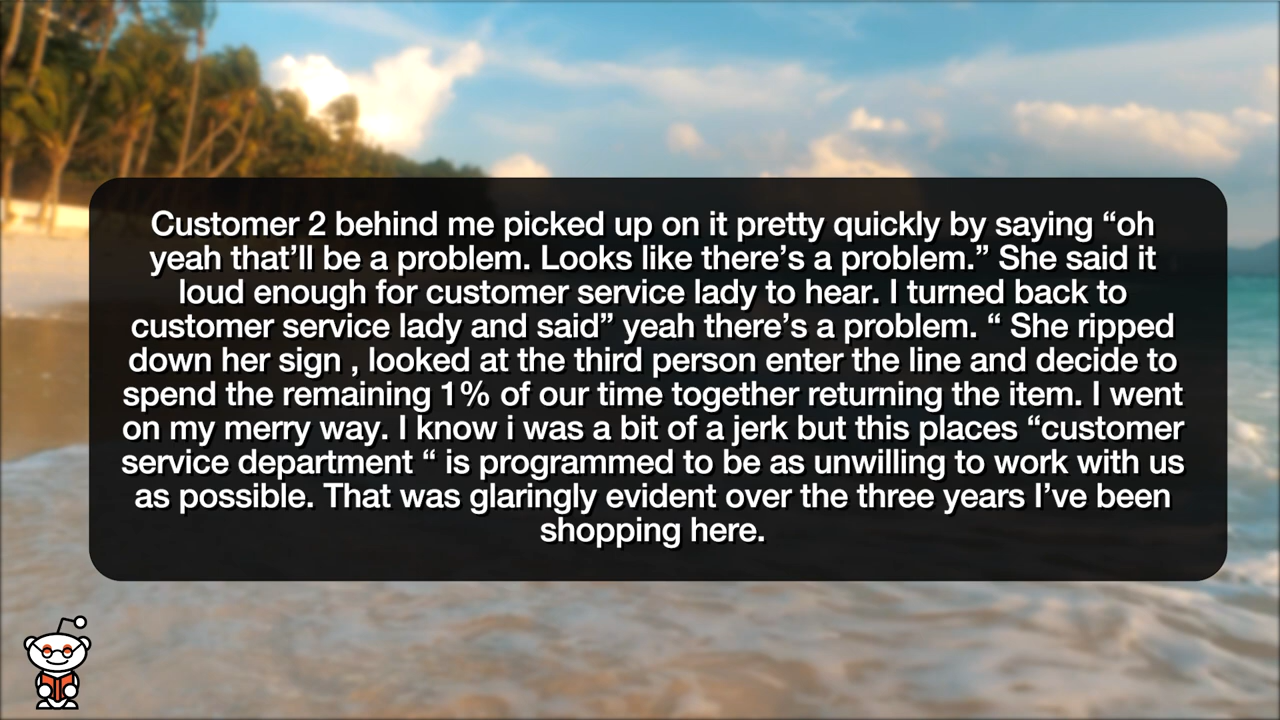 Customer 2 behind me picked up on it pretty quickly by saying “oh
yeah that’ll be a problem. Looks like there’s a problem.” She said it
loud enough for customer service lady to hear. I turned back to
customer service lady and said” yeah there’s a problem. “ She ripped
down her sign , looked at the third person enter the line and decide to
spend the remaining 1% of our time together returning the item. I went
on my merry way. I know i was a bit of a jerk but this places “customer
service department “ is programmed to be as unwilling to work with us
as possible. That was glaringly evident over the three years I’ve been
shopping here.